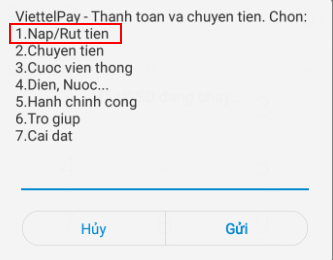 ViettelPay - Thanh toan va chuyen tien. Chon:
1.Nap/Rut tien
2.Chuyen tien
3.Cuoc vien thong
4.Dien, Nuoc...
5.Hanh chinh cong
6.Tro giup
7.Cai dat
Hủy
Gửi